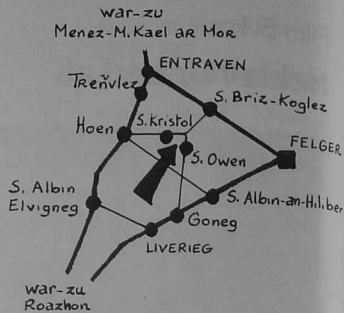 war-zu
Menez-M.Kael aR MoR
ENTRAVEN
TReñvlez
S. BRiz-Koglez
S.Kristol
Hoen
FELGER
S. Owen
S. Albin
Elvigneg
S. Albin-an-Hiliber
Goneg
LIVERIEG
war-zu
Roazhon